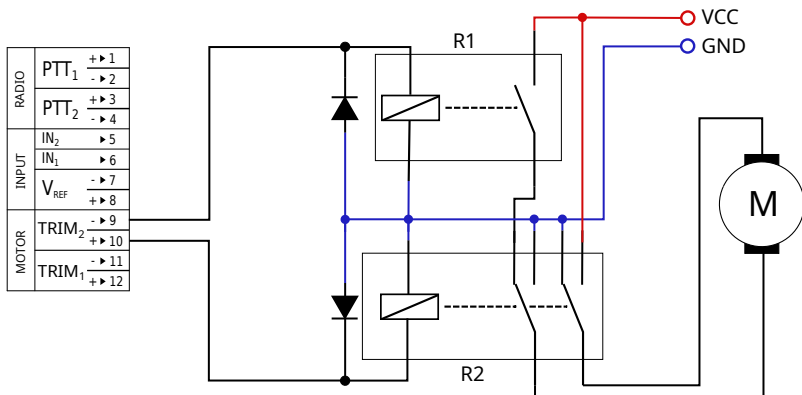 RADIO
PTT1
+ 1
- 2
PTT2
+ 3
- 4
INPUT
IN2
5
IN1
6
VREF
- 7
+ 8
MOTOR
TRIM2
- 9
+ 10
TRIM1
- 11
+ 12
R1
VCC
GND
M
R2